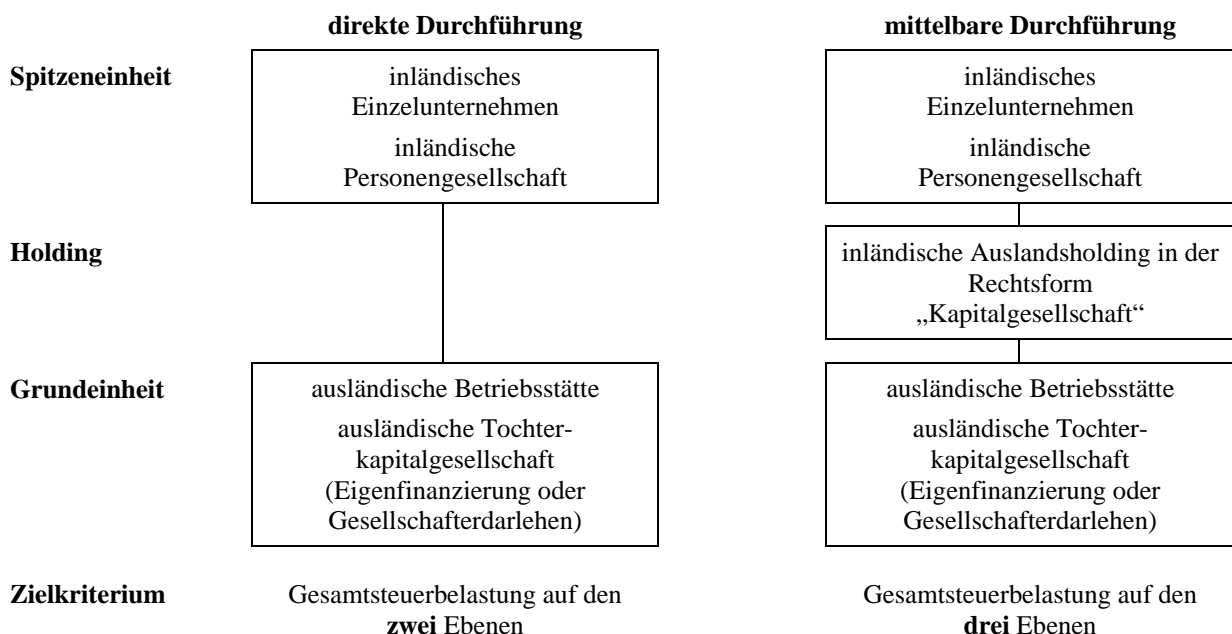 direkte Durchführung
mittelbare Durchführung
Spitzeneinheit
inländisches
Einzelunternehmen
inländische
Personengesellschaft
inländisches
Einzelunternehmen
inländische
Personengesellschaft
Holding
inländische Auslandsholding in der
Rechtsform
„Kapitalgesellschaft“
Grundeinheit
ausländische Betriebsstätte
ausländische Tochter-
kapitalgesellschaft
(Eigenfinanzierung oder
Gesellschafterdarlehen)
ausländische Betriebsstätte
ausländische Tochter-
kapitalgesellschaft
(Eigenfinanzierung oder
Gesellschafterdarlehen)
Zielkriterium
Gesamtsteuerbelastung auf den
zwei Ebenen
Gesamtsteuerbelastung auf den
drei Ebenen